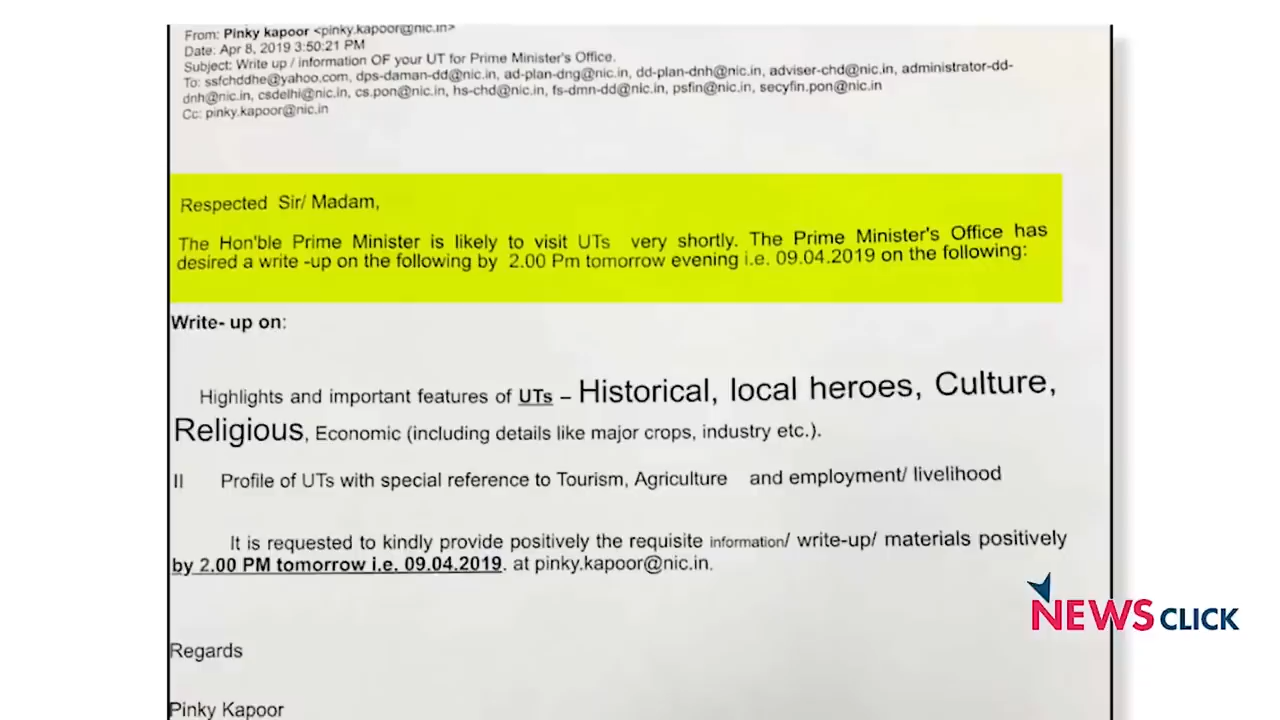 From: Pinky kapoor <pinky.kapoor@nic.in>
Date: Apr 8, 2019 3:50:21 PM
Subject: Write up / information OF your UT for Prime Minister's Office.
To: ssfchddhe@yahoo.com, dps-daman-dd@nic.in, ad-plan-dng@nic.in, dd-plan-dnh@nic.in, adviser-chd@nic.in, administrator-dd-
dnh@nic.in, csdelhi@nic.in, cs.pon@nic.in, hs-chd@nic.in, fs-dmn-dd@nic.in, psfin@nic.in, secyfin.pon@nic.in
Cc: pinky.kapoor@nic.in
Respected Sir/ Madam,
The Hon'ble Prime Minister is likely to visit UTs very shortly. The Prime Minister's Office has
desired a write -up on the following by 2.00 Pm tomorrow evening i.e. 09.04.2019 on the following:
Write- up on:
Highlights and important features of UTs – Historical, local heroes, Culture,
Religious, Economic (including details like major crops, industry etc.).
II Profile of UTs with special reference to Tourism, Agriculture and employment/ livelihood
It is requested to kindly provide positively the requisite information/ write-up/ materials positively
by 2.00 PM tomorrow i.e. 09.04.2019. at pinky.kapoor@nic.in.
NEWS CLICK
Regards
Pinky Kapoor